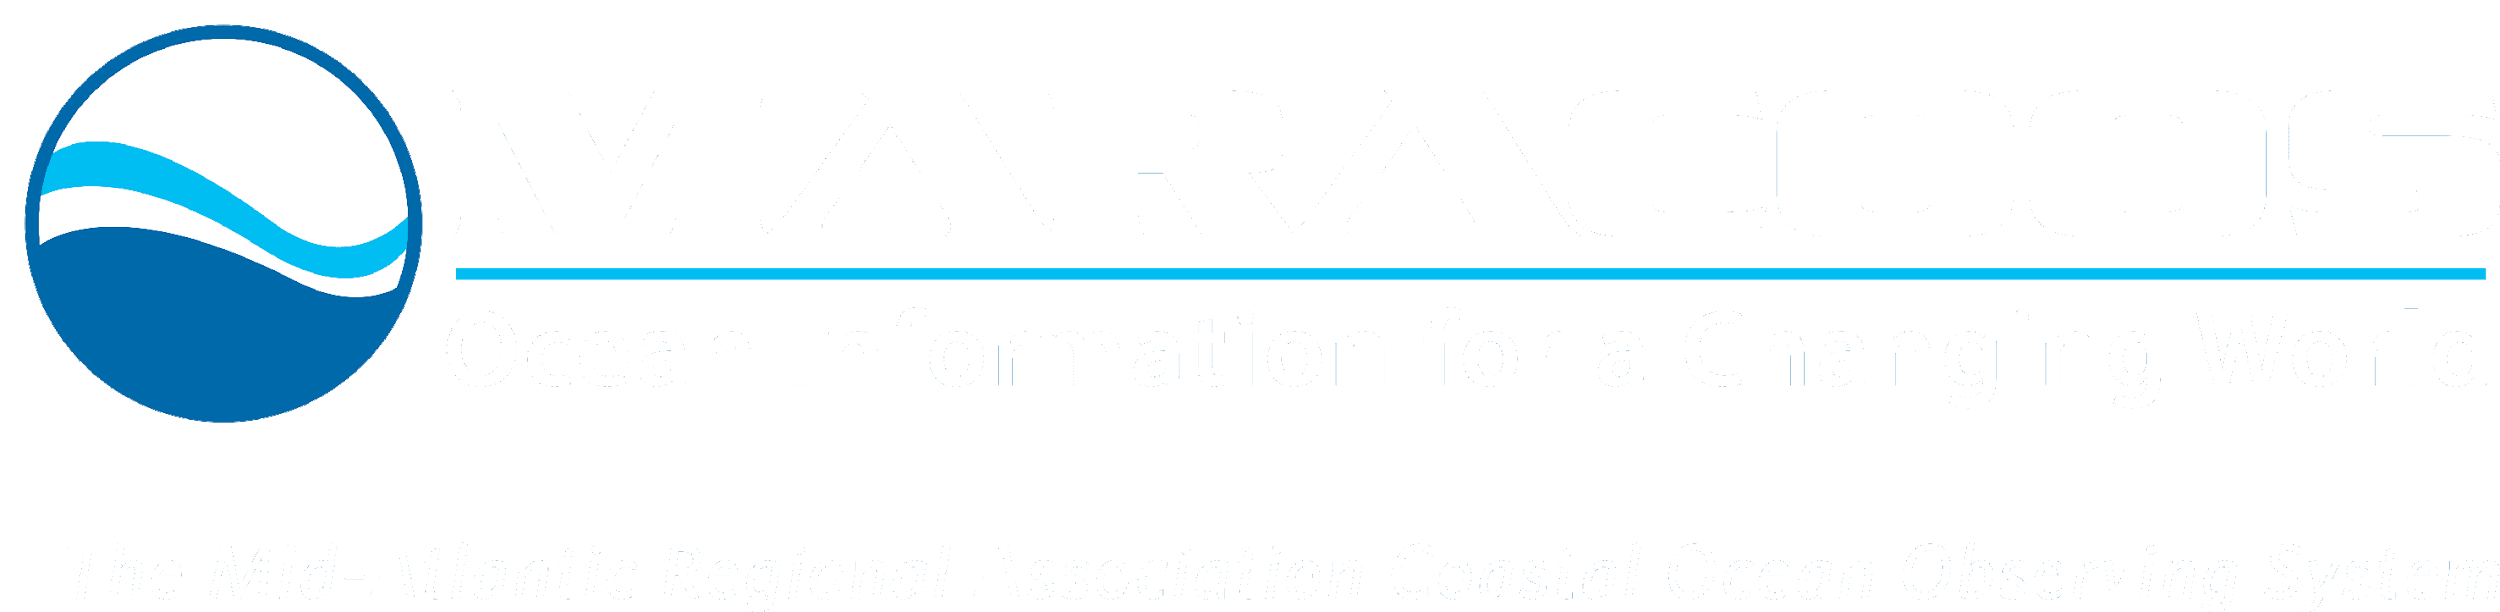 MARACOOS
Ocean Information for a Changing World
The Mid-Atlantic Regional Association Coastal Ocean Observing System